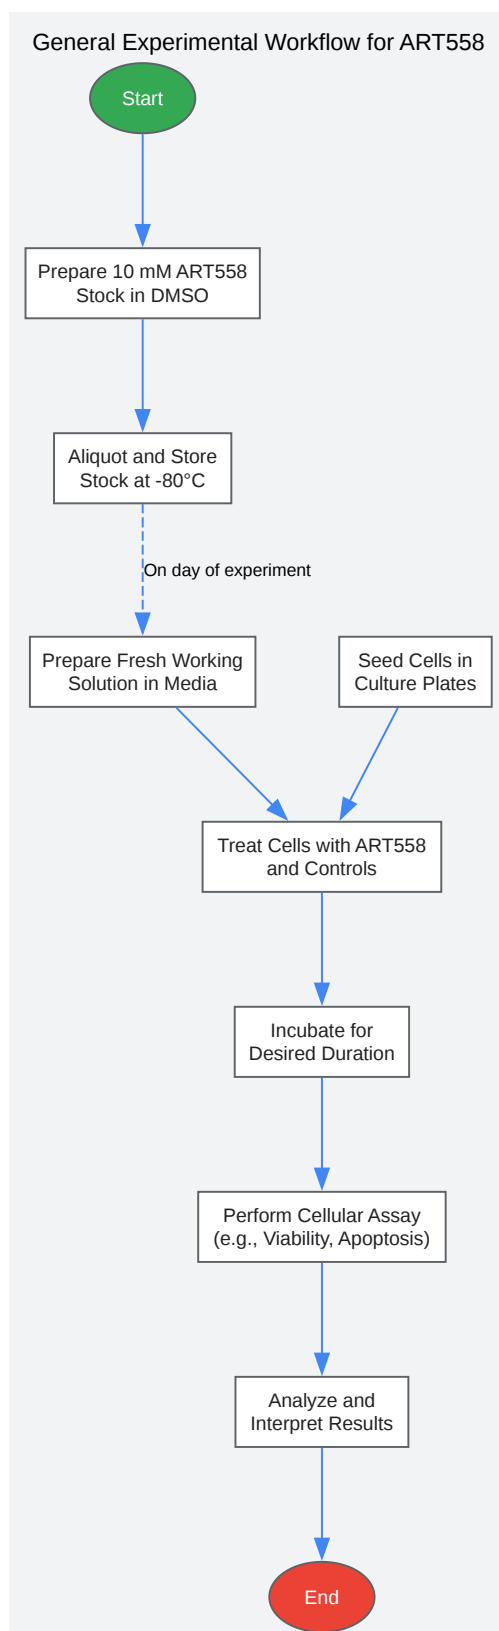 General Experimental Workflow for ART558
Start
Prepare 10 mM ART558
Stock in DMSO
Aliquot and Store
Stock at -80°C
On day of experiment
Prepare Fresh Working
Solution in Media
Seed Cells in
Culture Plates
Treat Cells with ART558
and Controls
Incubate for
Desired Duration
Perform Cellular Assay
(e.g., Viability, Apoptosis)
Analyze and
Interpret Results
End